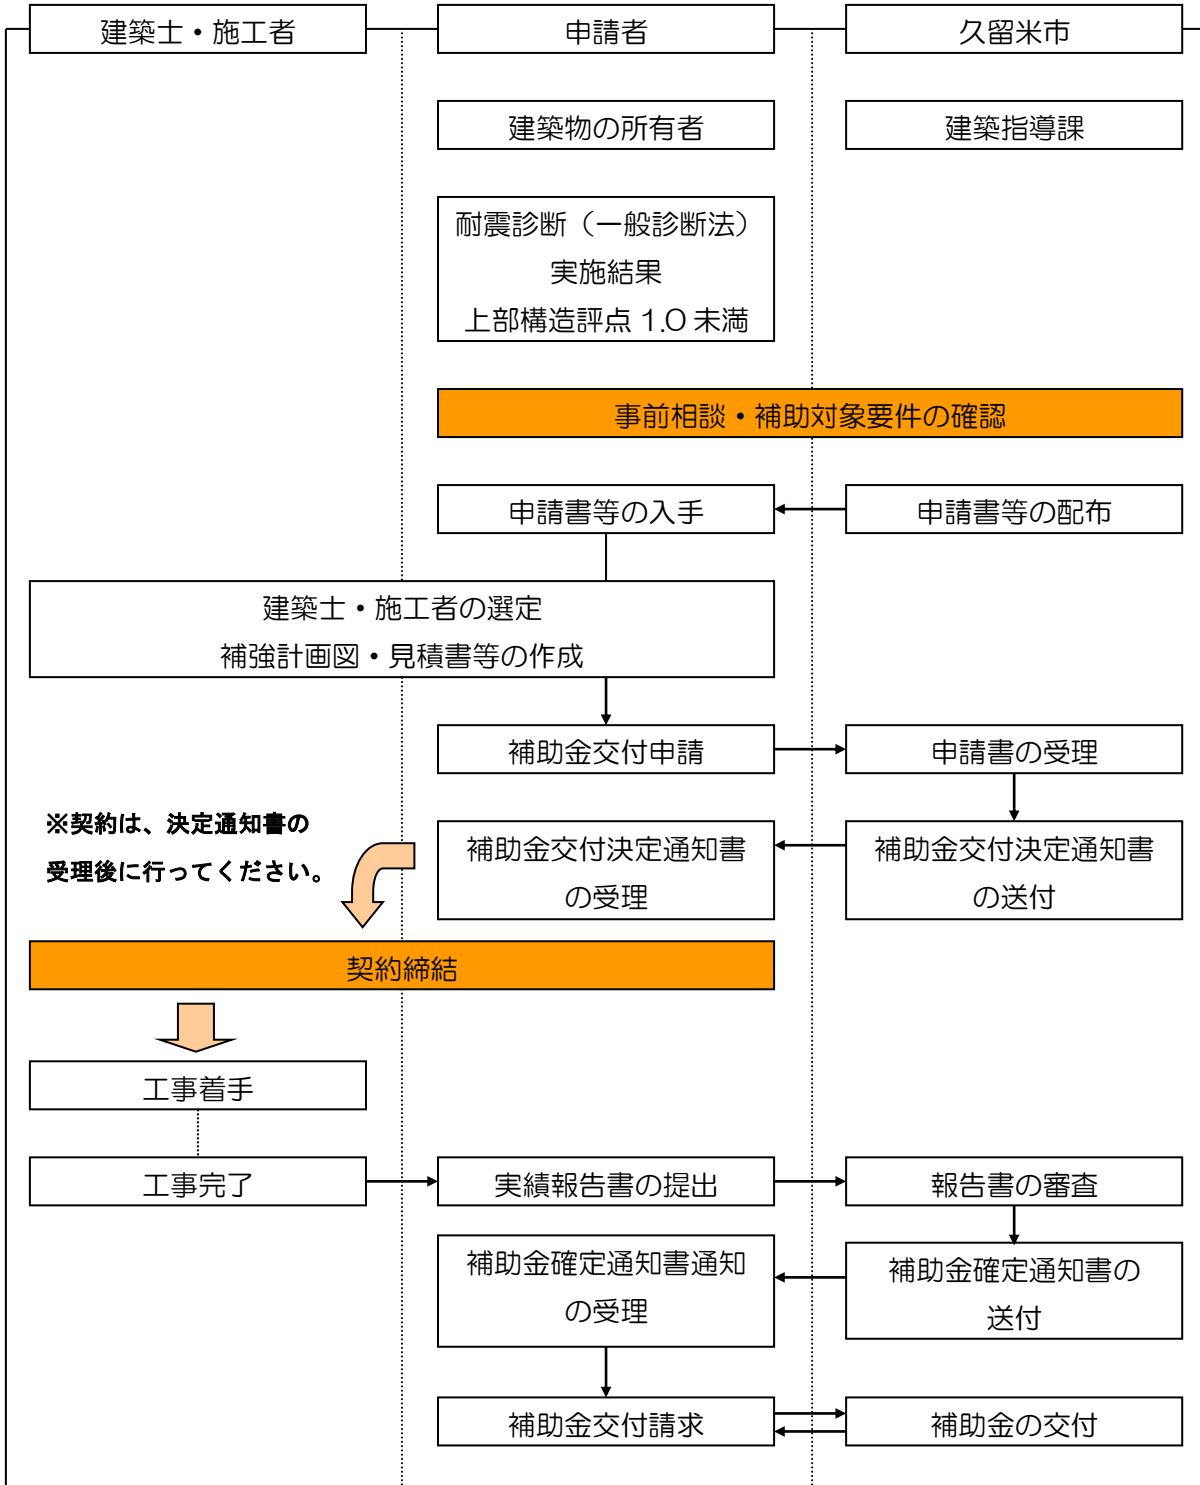 建築士・施工者
申請者
久留米市
建築物の所有者
建築指導課
耐震診断（一般診断法）
実施結果
上部構造評点 1.0 未満
事前相談・補助対象要件の確認
申請書等の入手
申請書等の配布
建築士・施工者の選定
補強計画図・見積書等の作成
補助金交付申請
申請書の受理
※契約は、決定通知書の
受理後に行ってください。
補助金交付決定通知書
の受理
補助金交付決定通知書
の送付
契約締結
工事着手
工事完了
実績報告書の提出
報告書の審査
補助金確定通知書通知
の受理
補助金確定通知書の
送付
補助金交付請求
補助金の交付